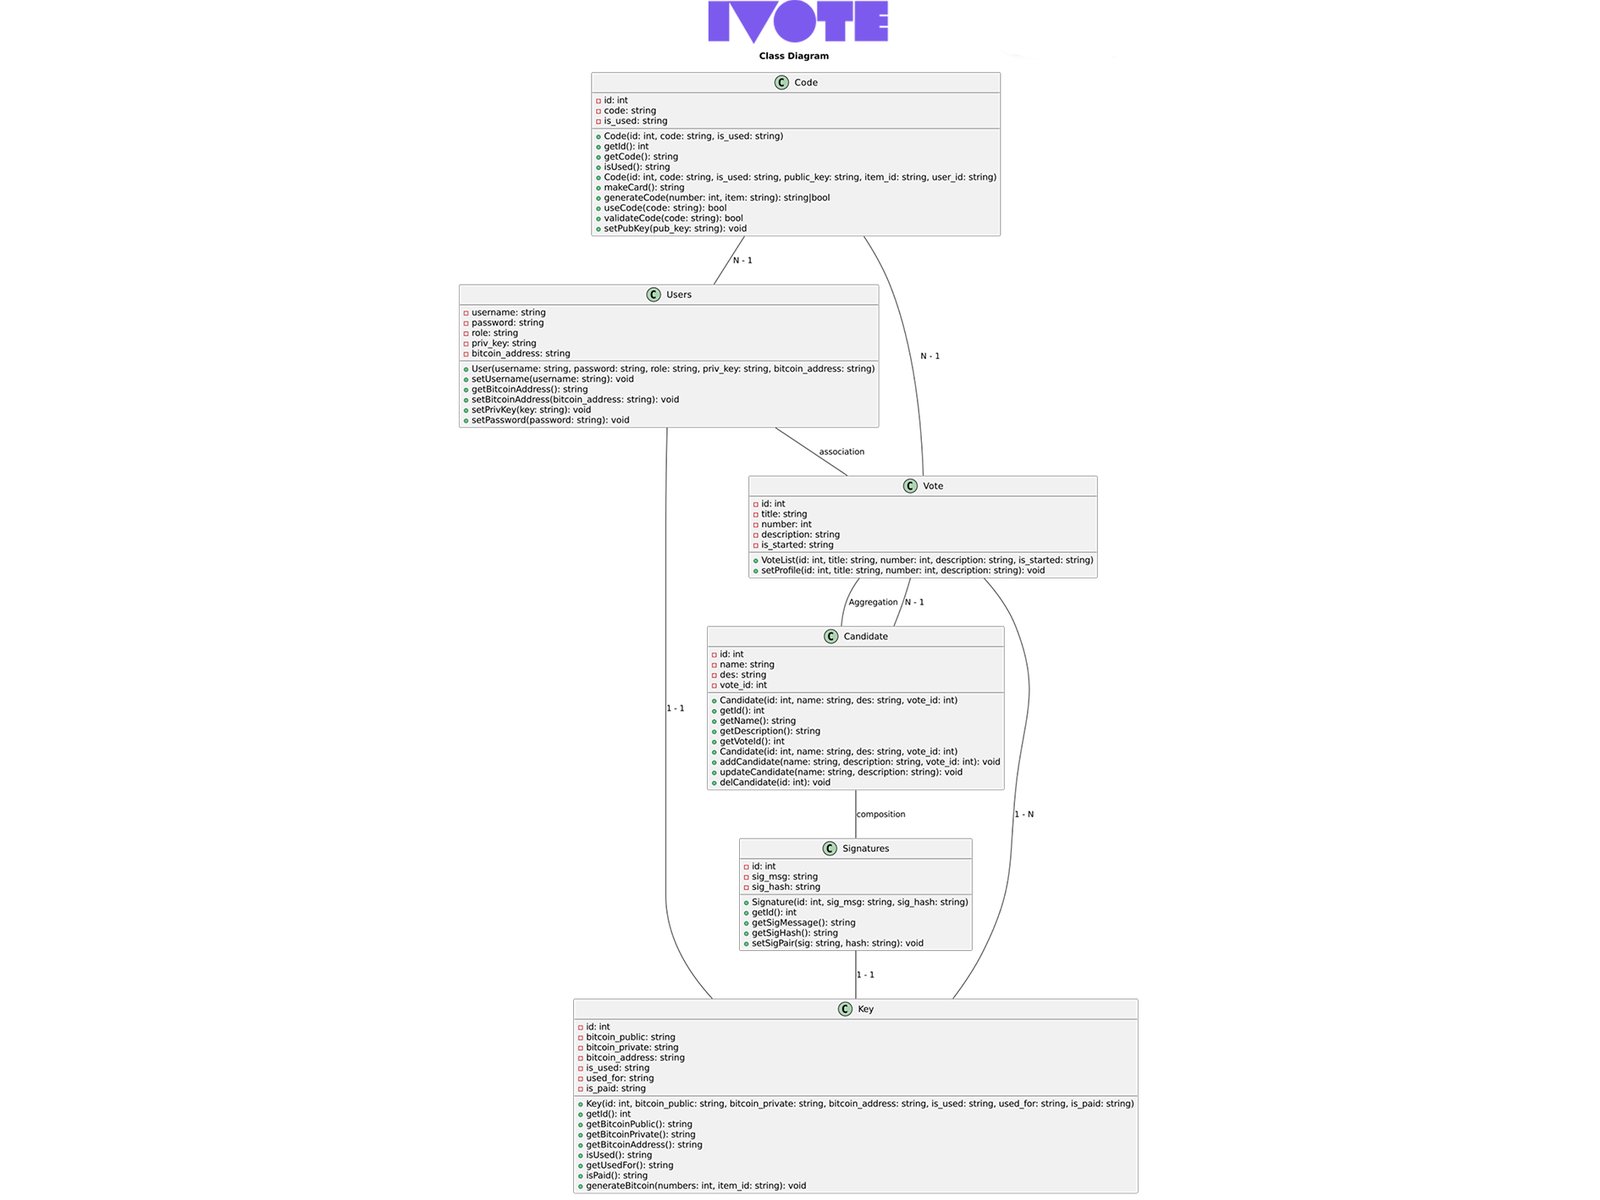 IVOTE
Class Diagram
C Code
id: int
code: string
is_used: string
Code(id: int, code: string, is_used: string)
getId(): int
getCode(): string
isUsed(): string
Code(id: int, code: string, is_used: string, public_key: string, item_id: string, user_id: string)
makeCard(): string
generateCode(number: int, item: string): string|bool
useCode(code: string): bool
validateCode(code: string): bool
setPubKey(pub_key: string): void
N - 1
C Users
username: string
password: string
role: string
priv_key: string
bitcoin_address: string
User(username: string, password: string, role: string, priv_key: string, bitcoin_address: string)
setUsername(username: string): void
getBitcoinAddress(): string
setBitcoinAddress(bitcoin_address: string): void
setPrivKey(key: string): void
setPassword(password: string): void
N - 1
association
C Vote
id: int
title: string
number: int
description: string
is_started: string
VoteList(id: int, title: string, number: int, description: string, is_started: string)
setProfile(id: int, title: string, number: int, description: string): void
Aggregation
N - 1
C Candidate
id: int
name: string
des: string
vote_id: int
Candidate(id: int, name: string, des: string, vote_id: int)
getId(): int
getName(): string
getDescription(): string
getVoteId(): int
Candidate(id: int, name: string, des: string, vote_id: int)
addCandidate(name: string, description: string, vote_id: int): void
updateCandidate(name: string, description: string): void
delCandidate(id: int): void
1 - 1
composition
1 - N
C Signatures
id: int
sig_msg: string
sig_hash: string
Signature(id: int, sig_msg: string, sig_hash: string)
getId(): int
getSigMessage(): string
getSigHash(): string
setSigPair(sig: string, hash: string): void
1 - 1
C Key
id: int
bitcoin_public: string
bitcoin_private: string
bitcoin_address: string
is_used: string
used_for: string
is_paid: string
Key(id: int, bitcoin_public: string, bitcoin_private: string, bitcoin_address: string, is_used: string, used_for: string, is_paid: string)
getId(): int
getBitcoinPublic(): string
getBitcoinPrivate(): string
getBitcoinAddress(): string
isUsed(): string
getUsedFor(): string
isPaid(): string
generateBitcoin(numbers: int, item_id: string): void